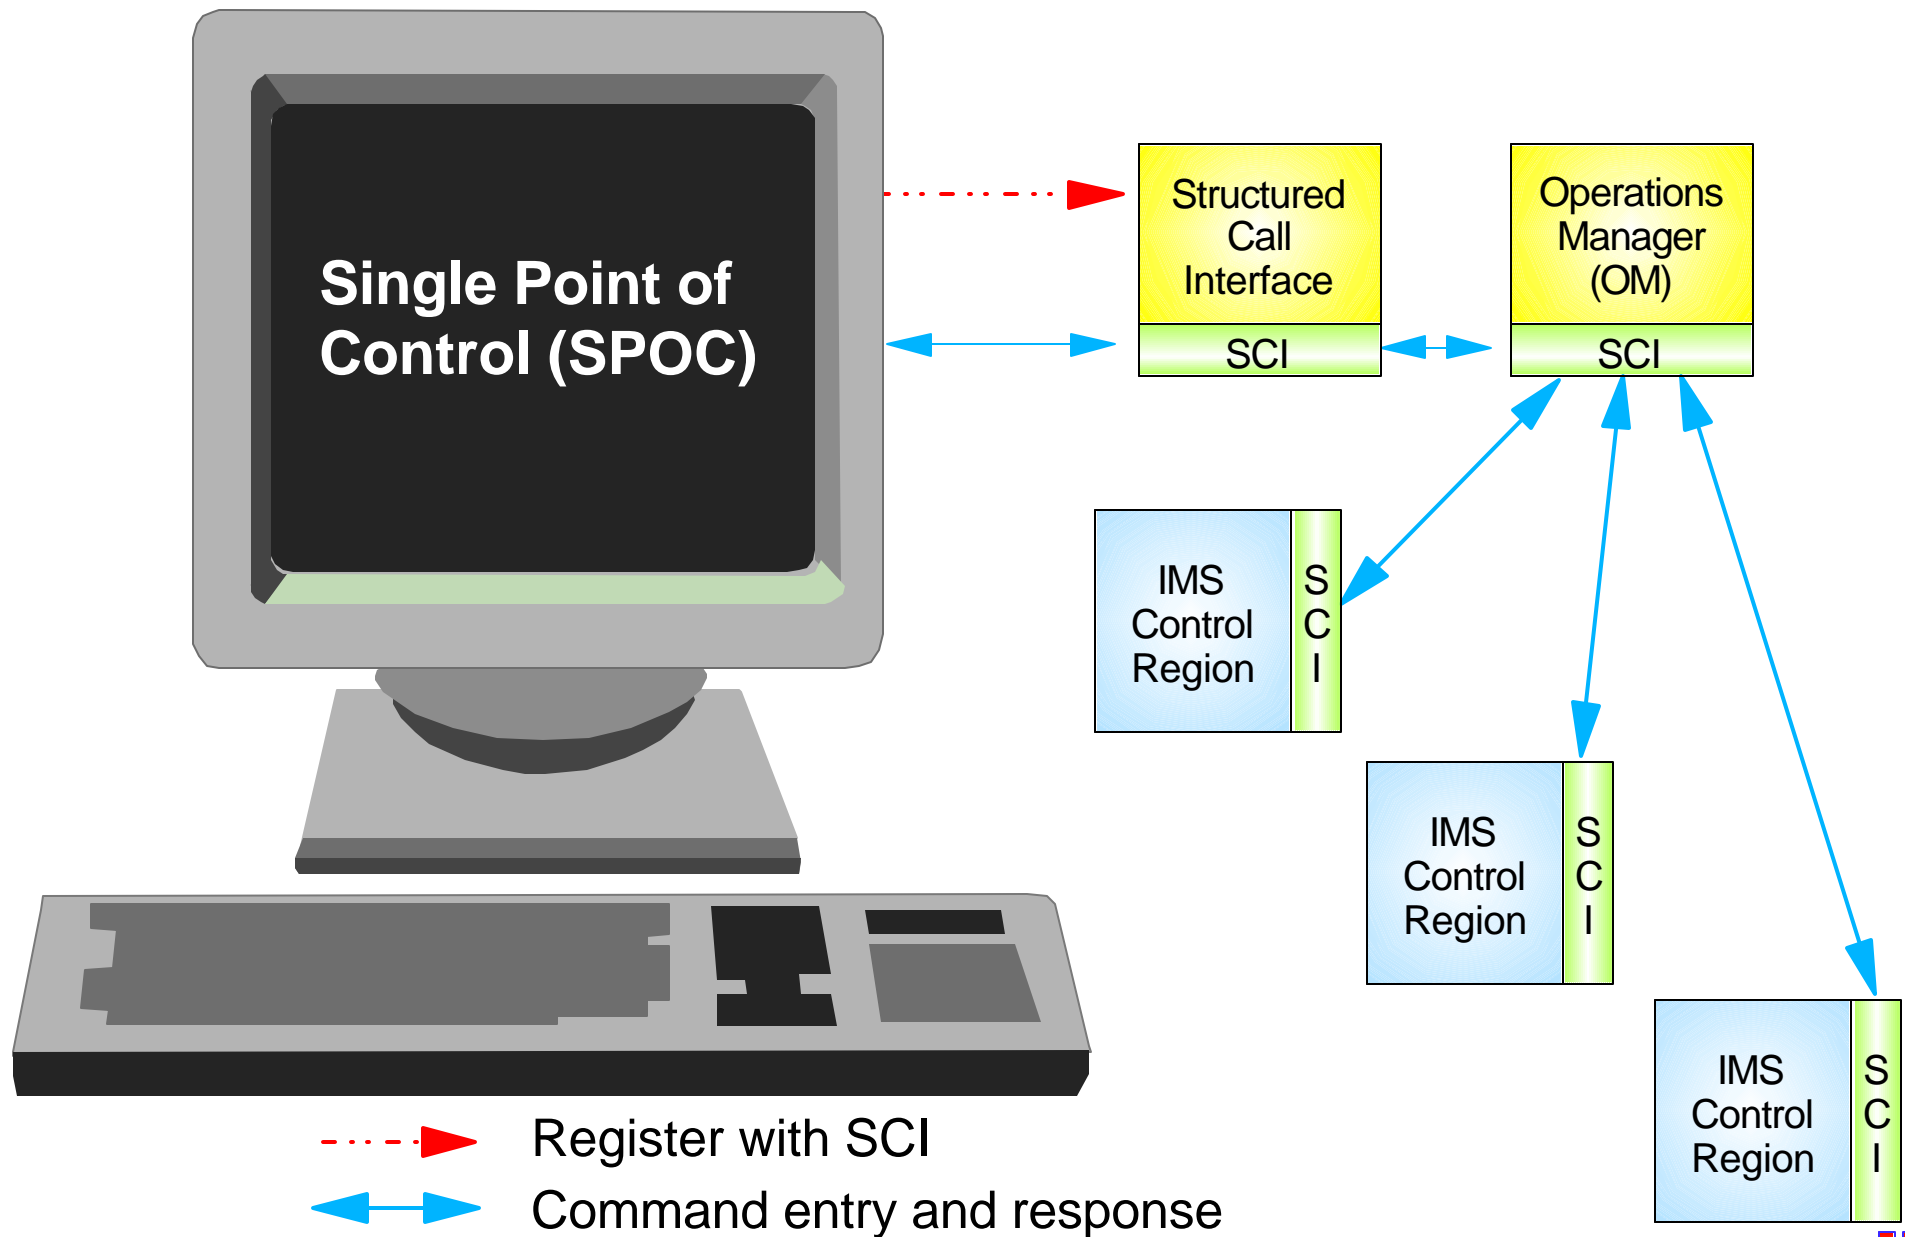 Single Point of
Control (SPOC)
Structured
Call
Interface
SCI
Operations
Manager
(OM)
SCI
IMS
Control
Region
S
C
I
IMS
Control
Region
S
C
I
IMS
Control
Region
S
C
I
Register with SCI
Command entry and response